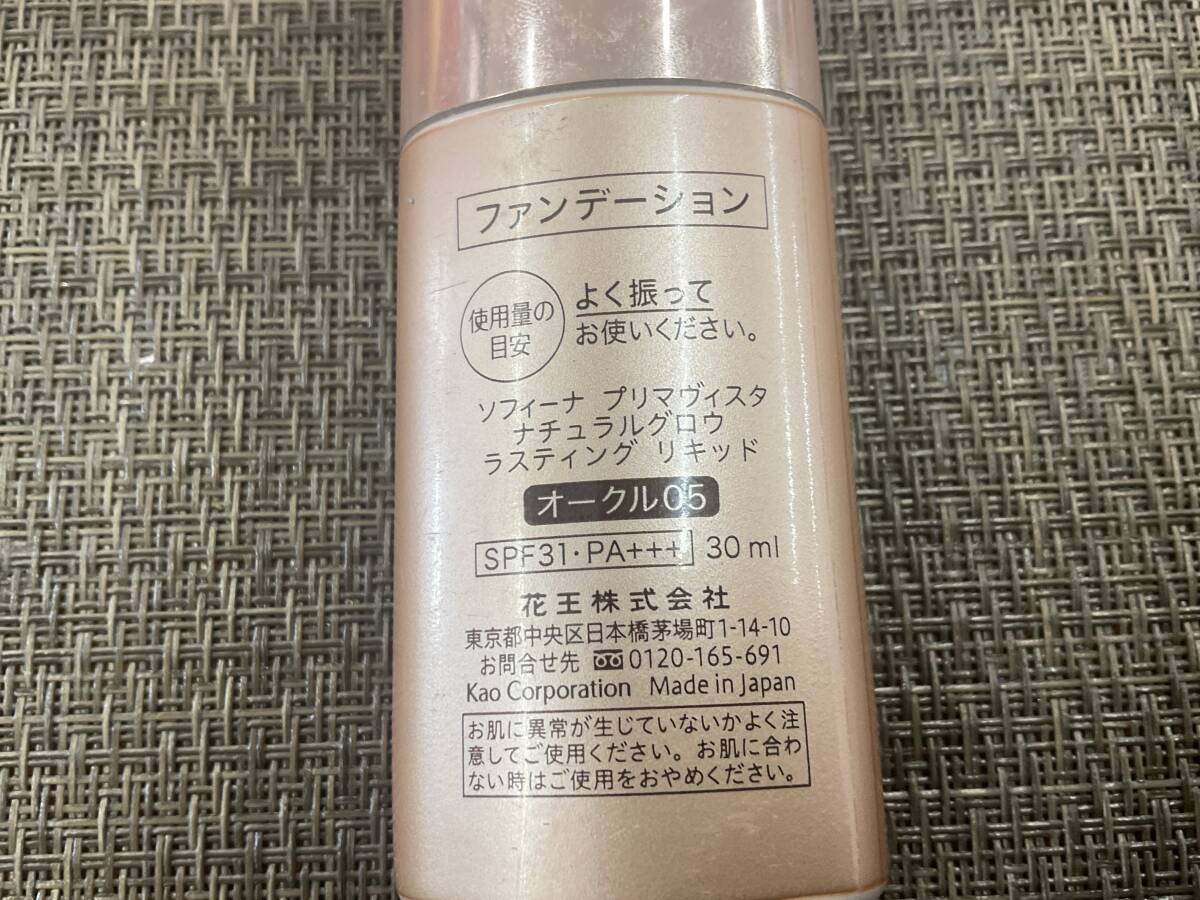 ファンデーション
使用量の
目安
よく振って
お使いください。
ソフィーナ プリマヴィスタ
ナチュラルグロウ
ラスティング リキッド
オークル05
SPF31・PA+++ 30ml
花王株式会社
東京都中央区日本橋茅場町1-14-10
お問合せ先 0120-165-691
Kao Corporation Made in Japan
お肌に異常が生じていないかよく注
意してご使用ください。お肌に合わ
ない時はご使用をおやめください。